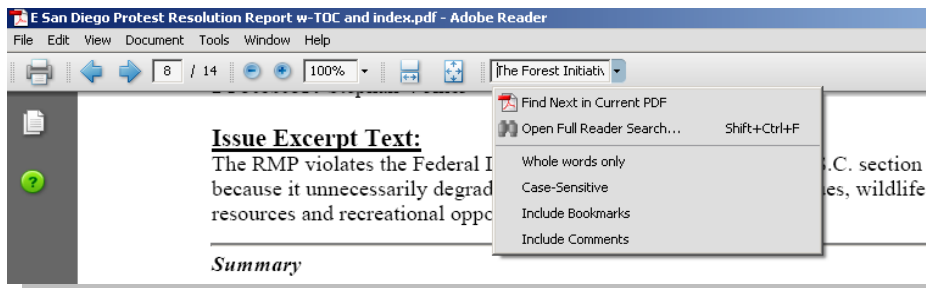 E San Diego Protest Resolution Report w-TOC and index.pdf - Adobe Reader
File Edit View Document Tools Window Help
8 / 14 100% The Forest Initiativ
Find Next in Current PDF
Open Full Reader Search... Shift+Ctrl+F
Whole words only
Case-Sensitive
Include Bookmarks
Include Comments
Issue Excerpt Text:
The RMP violates the Federal .C. section
because it unnecessarily degrad es, wildlife
resources and recreational oppo
Summary